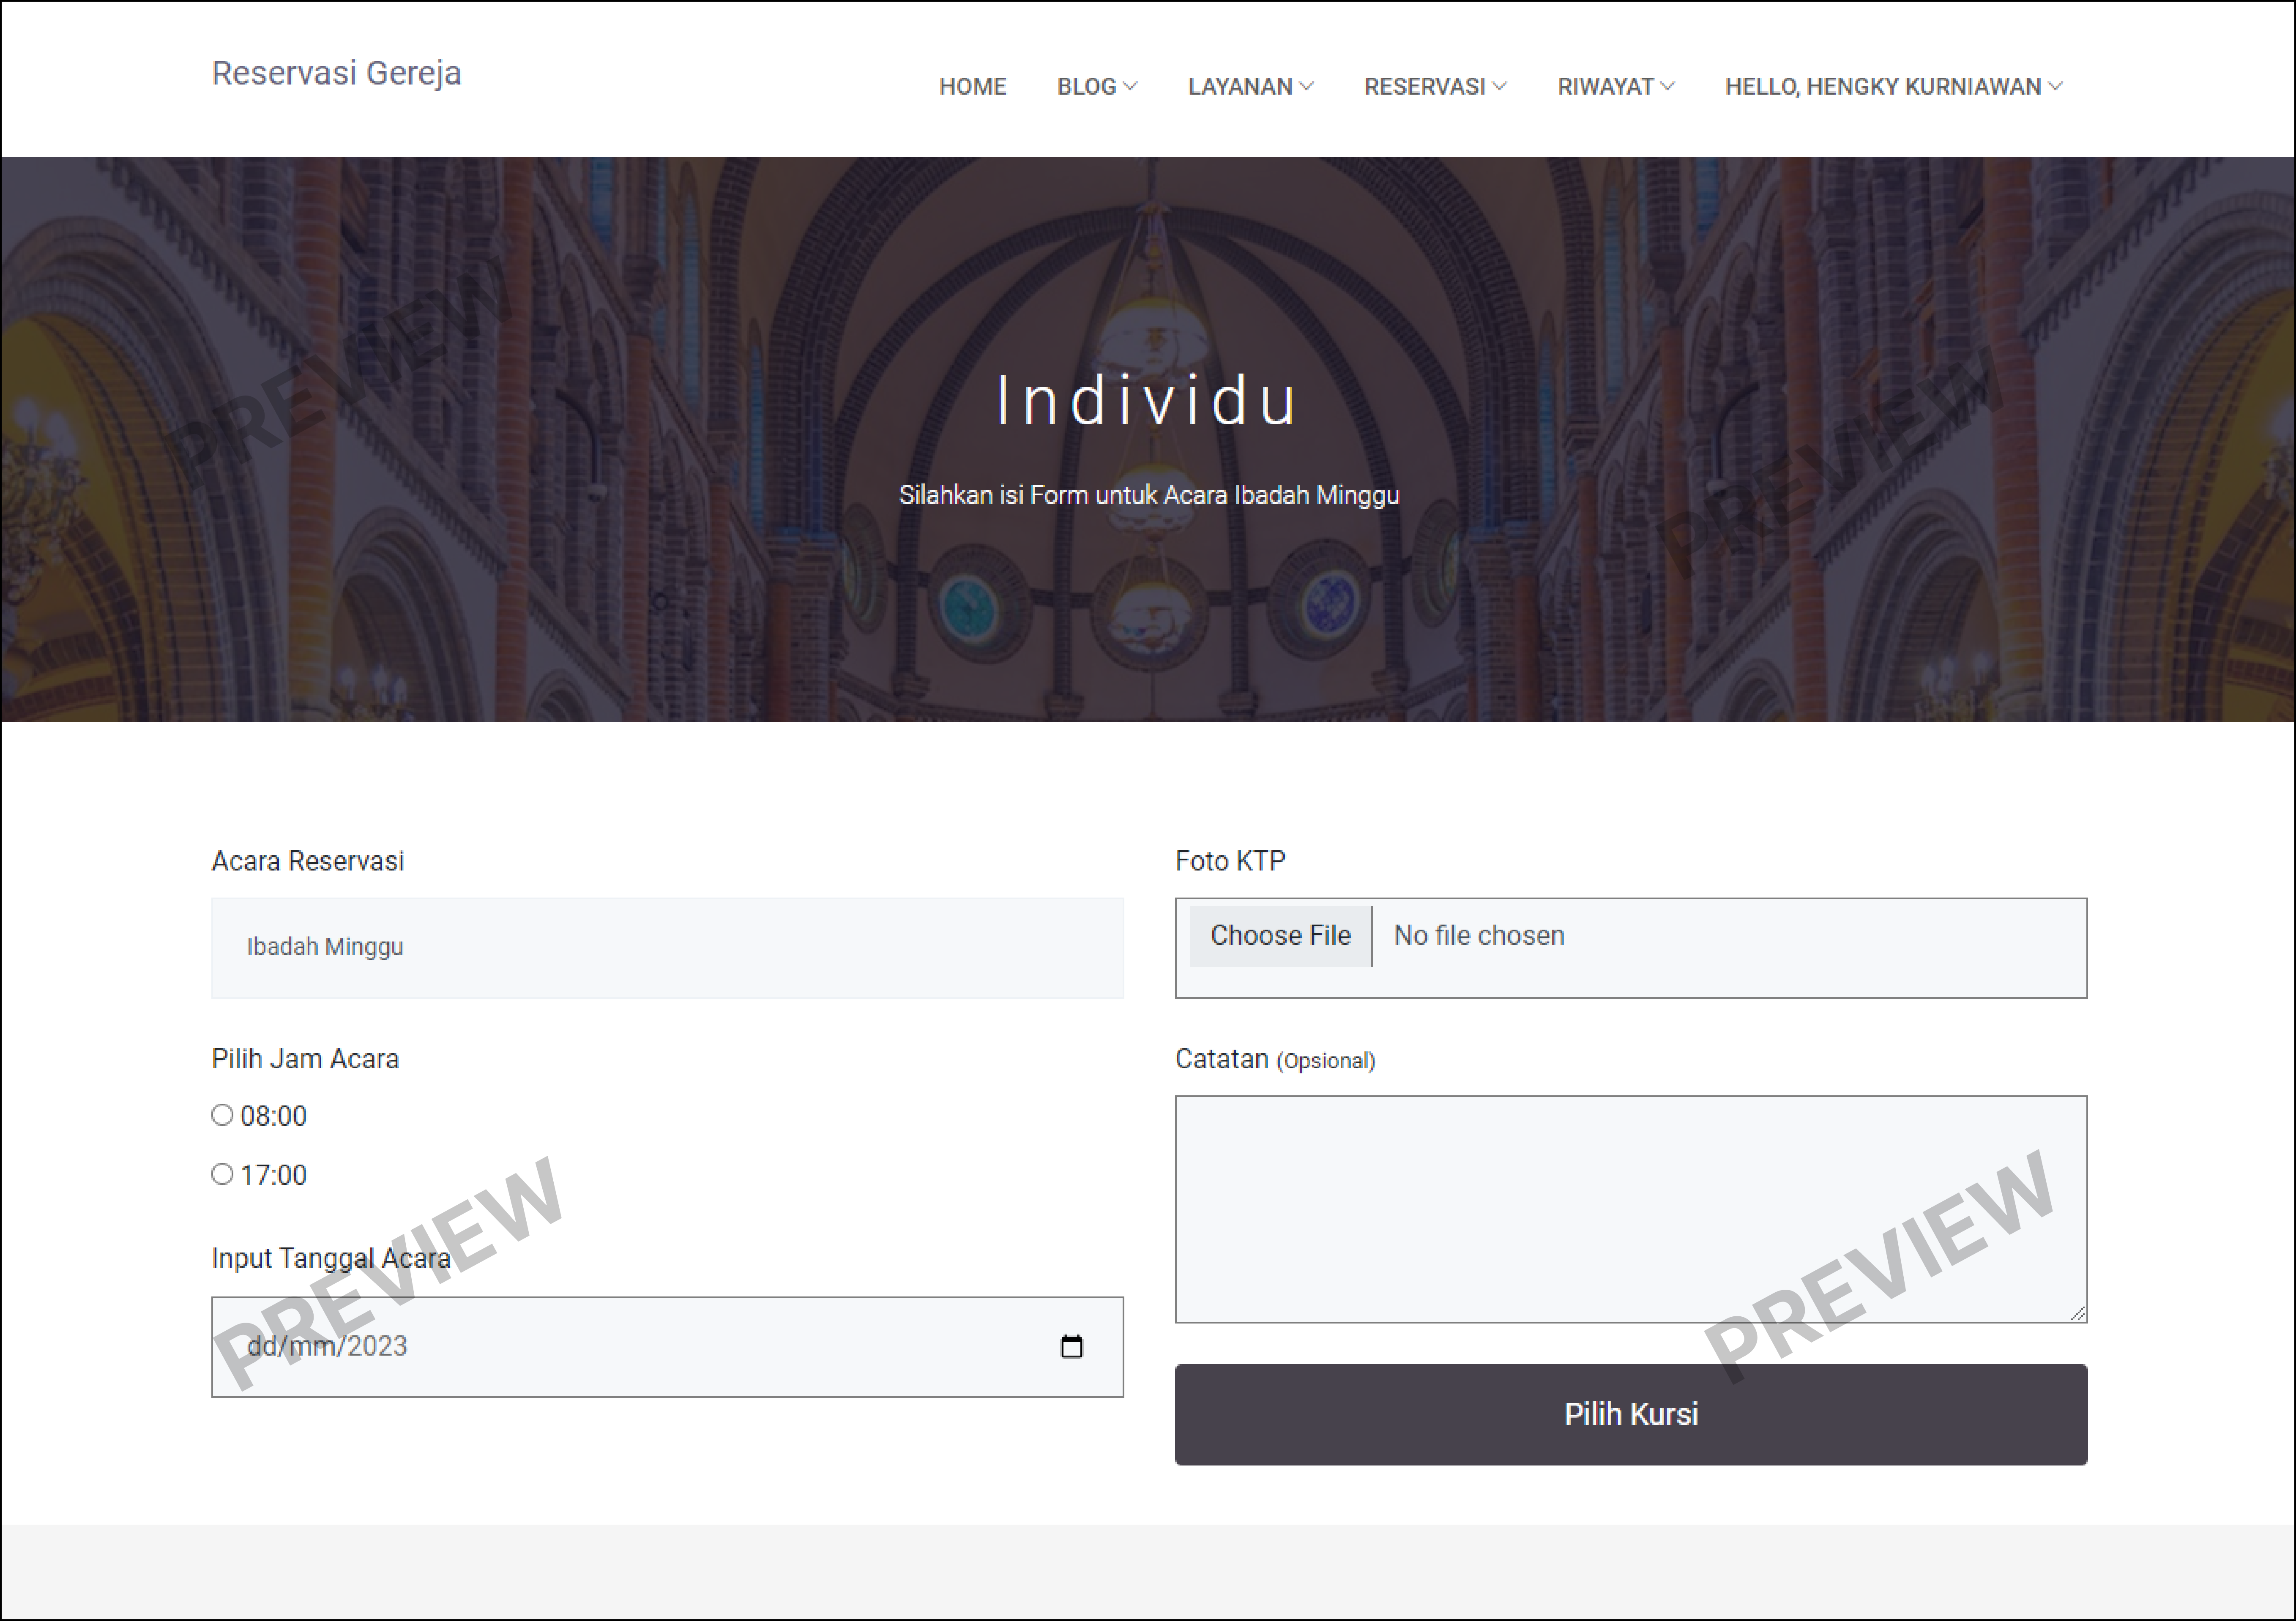 Reservasi Gereja
HOME BLOG LAYANAN RESERVASI RIWAYAT HELLO, HENGKY KURNIAWAN
PREVIEW
PREVIEW
Individu
Silahkan isi Form untuk Acara Ibadah Minggu
Acara Reservasi
Ibadah Minggu
Pilih Jam Acara
08:00
17:00
Input Tanggal Acara
dd/mm/2023
PREVIEW
Foto KTP
Choose File No file chosen
Catatan (Opsional)
PREVIEW
Pilih Kursi